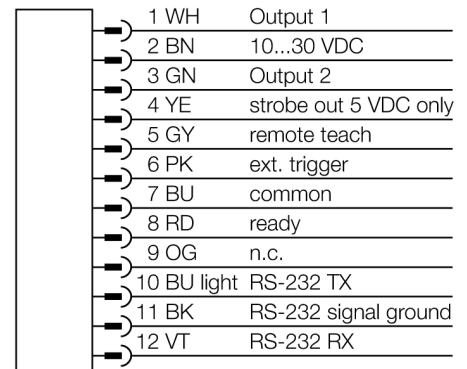 1 WH Output 1
2 BN 10...30 VDC
3 GN Output 2
4 YE strobe out 5 VDC only
5 GY remote teach
6 PK ext. trigger
7 BU common
8 RD ready
9 OG n.c.
10 BU light RS-232 TX
11 BK RS-232 signal ground
12 VT RS-232 RX